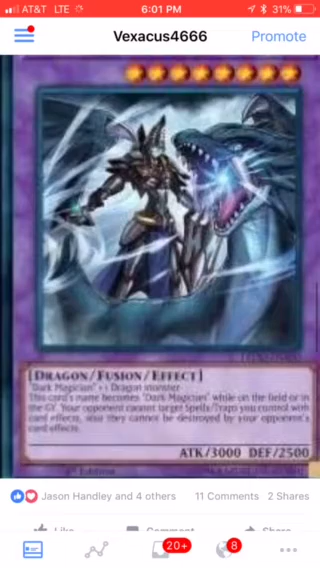 AT&T LTE 6:01 PM 31%
Vexacus4666 Promote
[DRAGON/FUSION/EFFECT]
"Dark Magician" + 1 Dragon monster
This card's name becomes "Dark Magician" while on the field or in
the GY. Your opponent cannot target Spells/Traps you control with
card effects, also they cannot be destroyed by your opponent's
card effects.
ATK/3000 DEF/2500
1st Edition
Jason Handley and 4 others 11 Comments 2 Shares
Like Comment Share
20+ 8